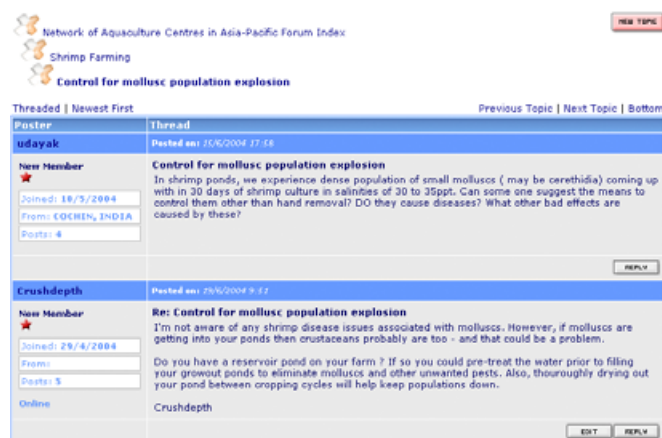 Network of Aquaculture Centres in Asia-Pacific Forum Index
NEW TOPIC
Shrimp Farming
Control for mollusc population explosion
Threaded | Newest First
Previous Topic | Next Topic | Bottom
Poster
Thread
udayak
Posted on: 15/6/2004 17:58
New Member
Joined: 10/5/2004
From: COCHIN, INDIA
Posts: 4
Control for mollusc population explosion
In shrimp ponds, we experience dense population of small molluscs ( may be cerethidia) coming up
with in 30 days of shrimp culture in salinities of 30 to 35ppt. Can some one suggest the means to
control them other than hand removal? DO they cause diseases? What other bad effects are
caused by these?
REPLY
Crushdepth
Posted on: 29/6/2004 9:51
New Member
Joined: 29/4/2004
From:
Posts: 5
Online
Re: Control for mollusc population explosion
I'm not aware of any shrimp disease issues associated with molluscs. However, if molluscs are
getting into your ponds then crustaceans probably are too - and that could be a problem.
Do you have a reservoir pond on your farm ? If so you could pre-treat the water prior to filling
your growout ponds to eliminate molluscs and other unwanted pests. Also, thouroughly drying out
your pond between cropping cycles will help keep populations down.
Crushdepth
EDIT
REPLY